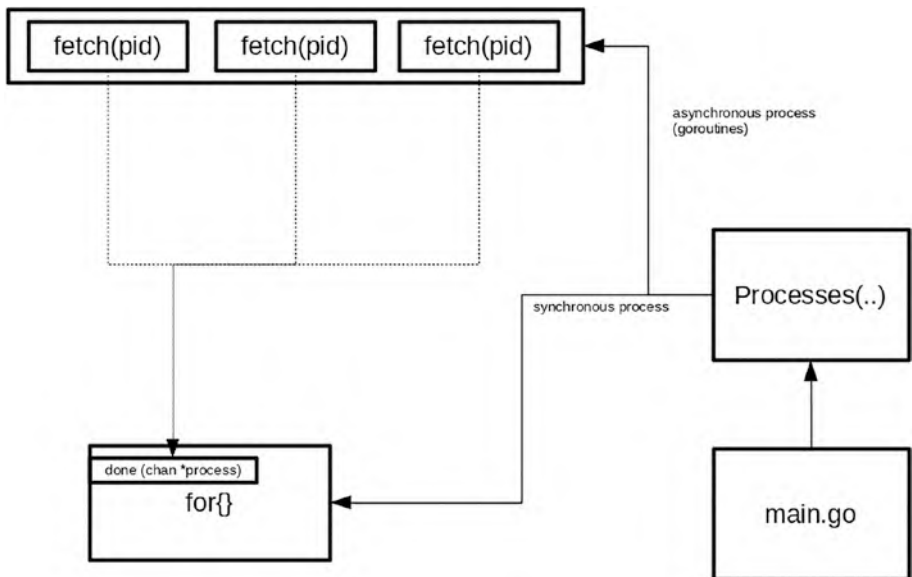 fetch(pid)
fetch(pid)
fetch(pid)
asynchronous process
(goroutines)
Processes(..)
synchronous process
done (chan *process)
for{}
main.go